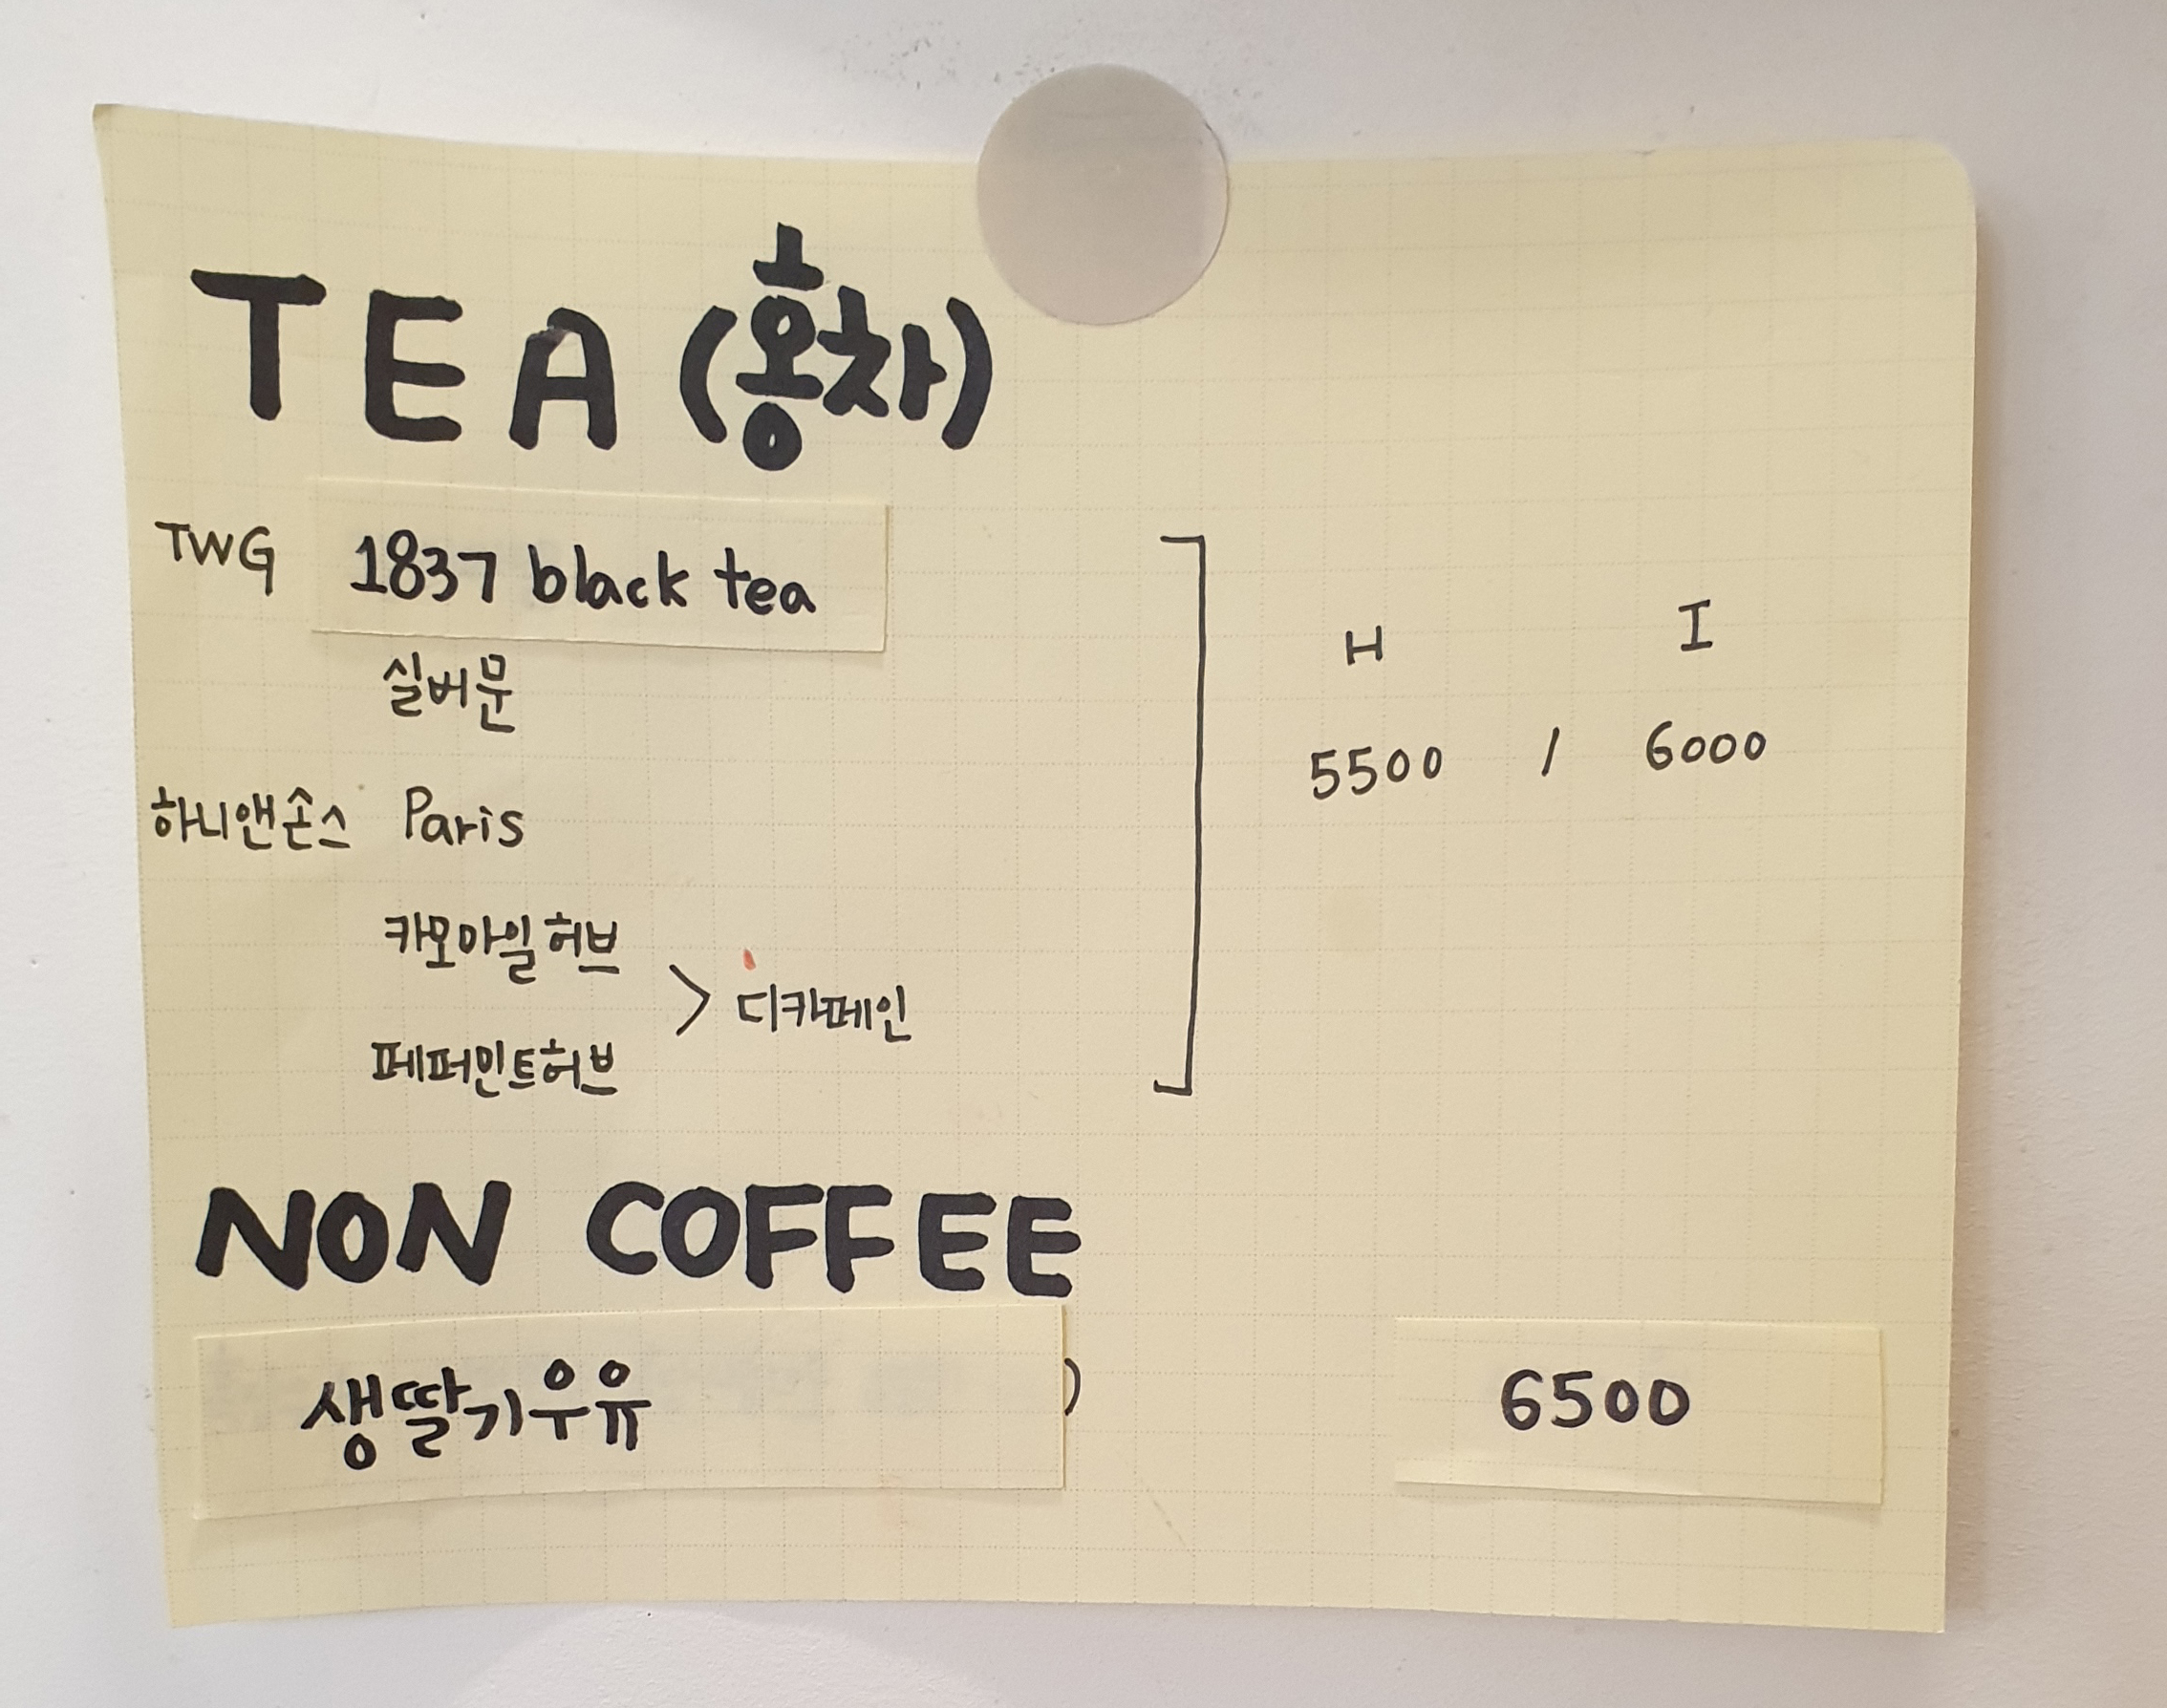 TEA (홍차)
TWG 1837 black tea
실버문
H I
5500 / 6000
하니앤손스 Paris
카모마일 허브
> 디카페인
페퍼민트허브
NON COFFEE
생딸기우유 ) 6500